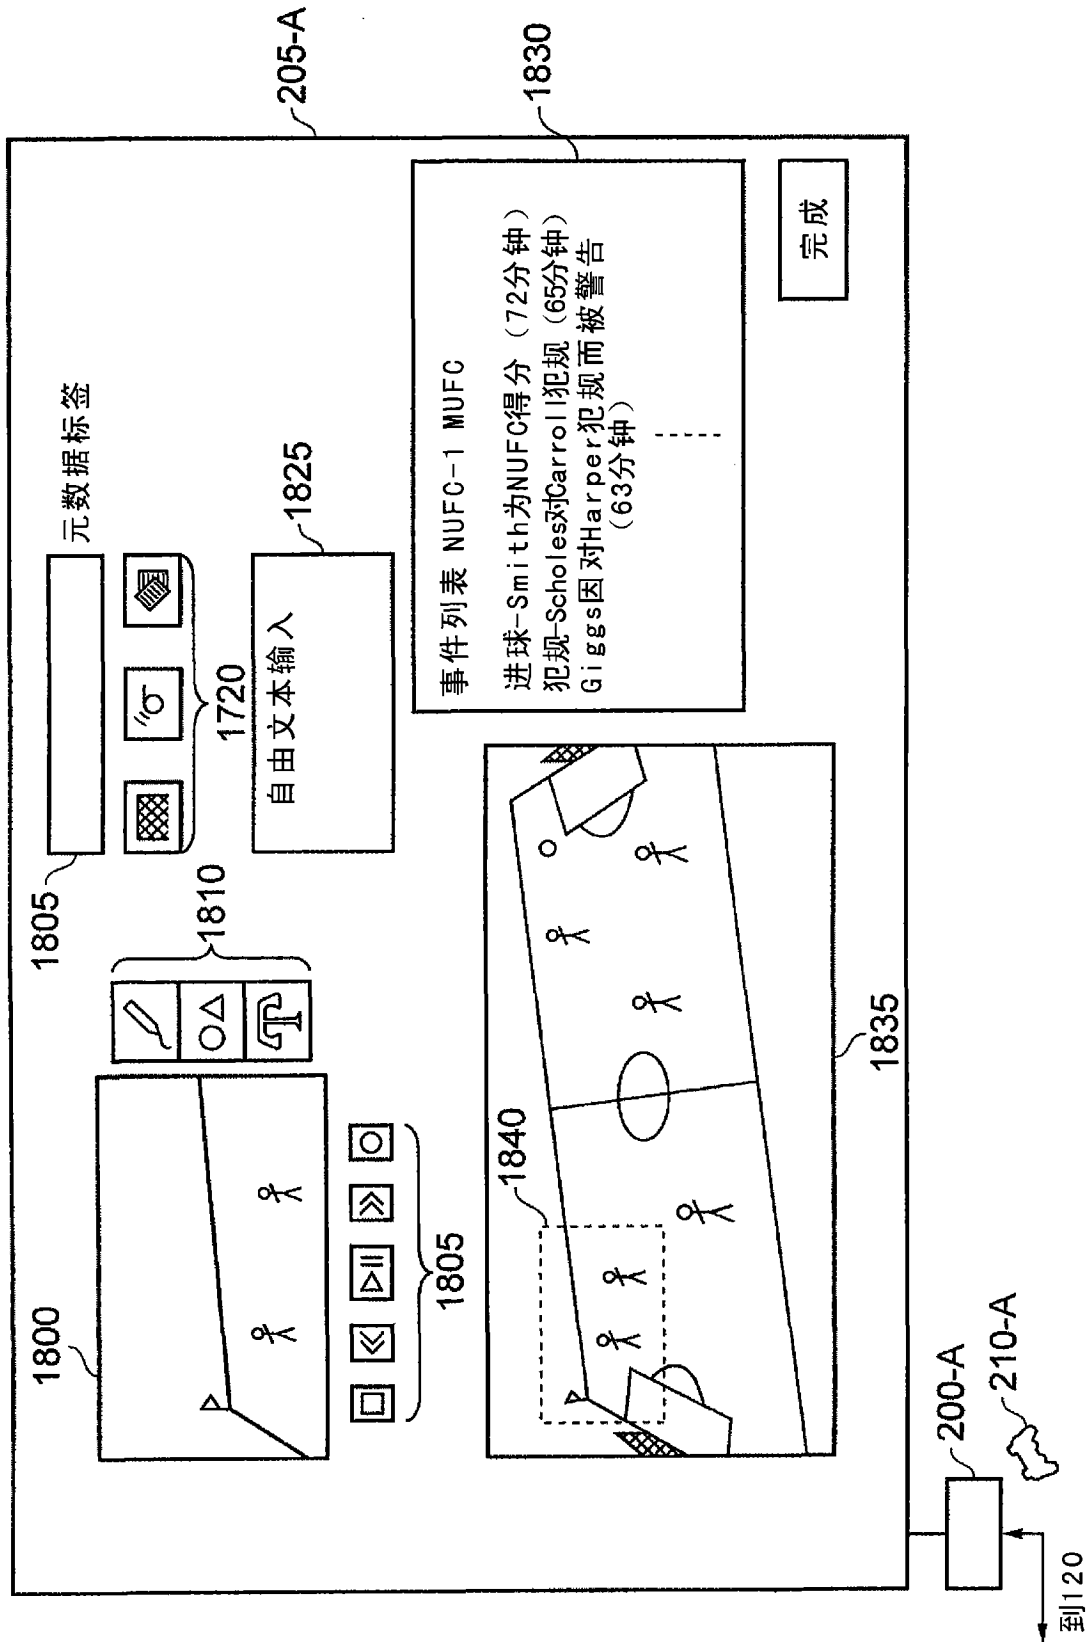 205-A
1805
元数据标签
1810
1720
1800
1825
自由文本输入
1805
1830
事件列表 NUFC-1 MUFC
进球-Smith为NUFC得分（72分钟）
犯规-Scholes对Carroll犯规（65分钟）
Giggs因对Harper犯规而被警告
（63分钟）
1840
1835
完成
200-A
210-A
到120